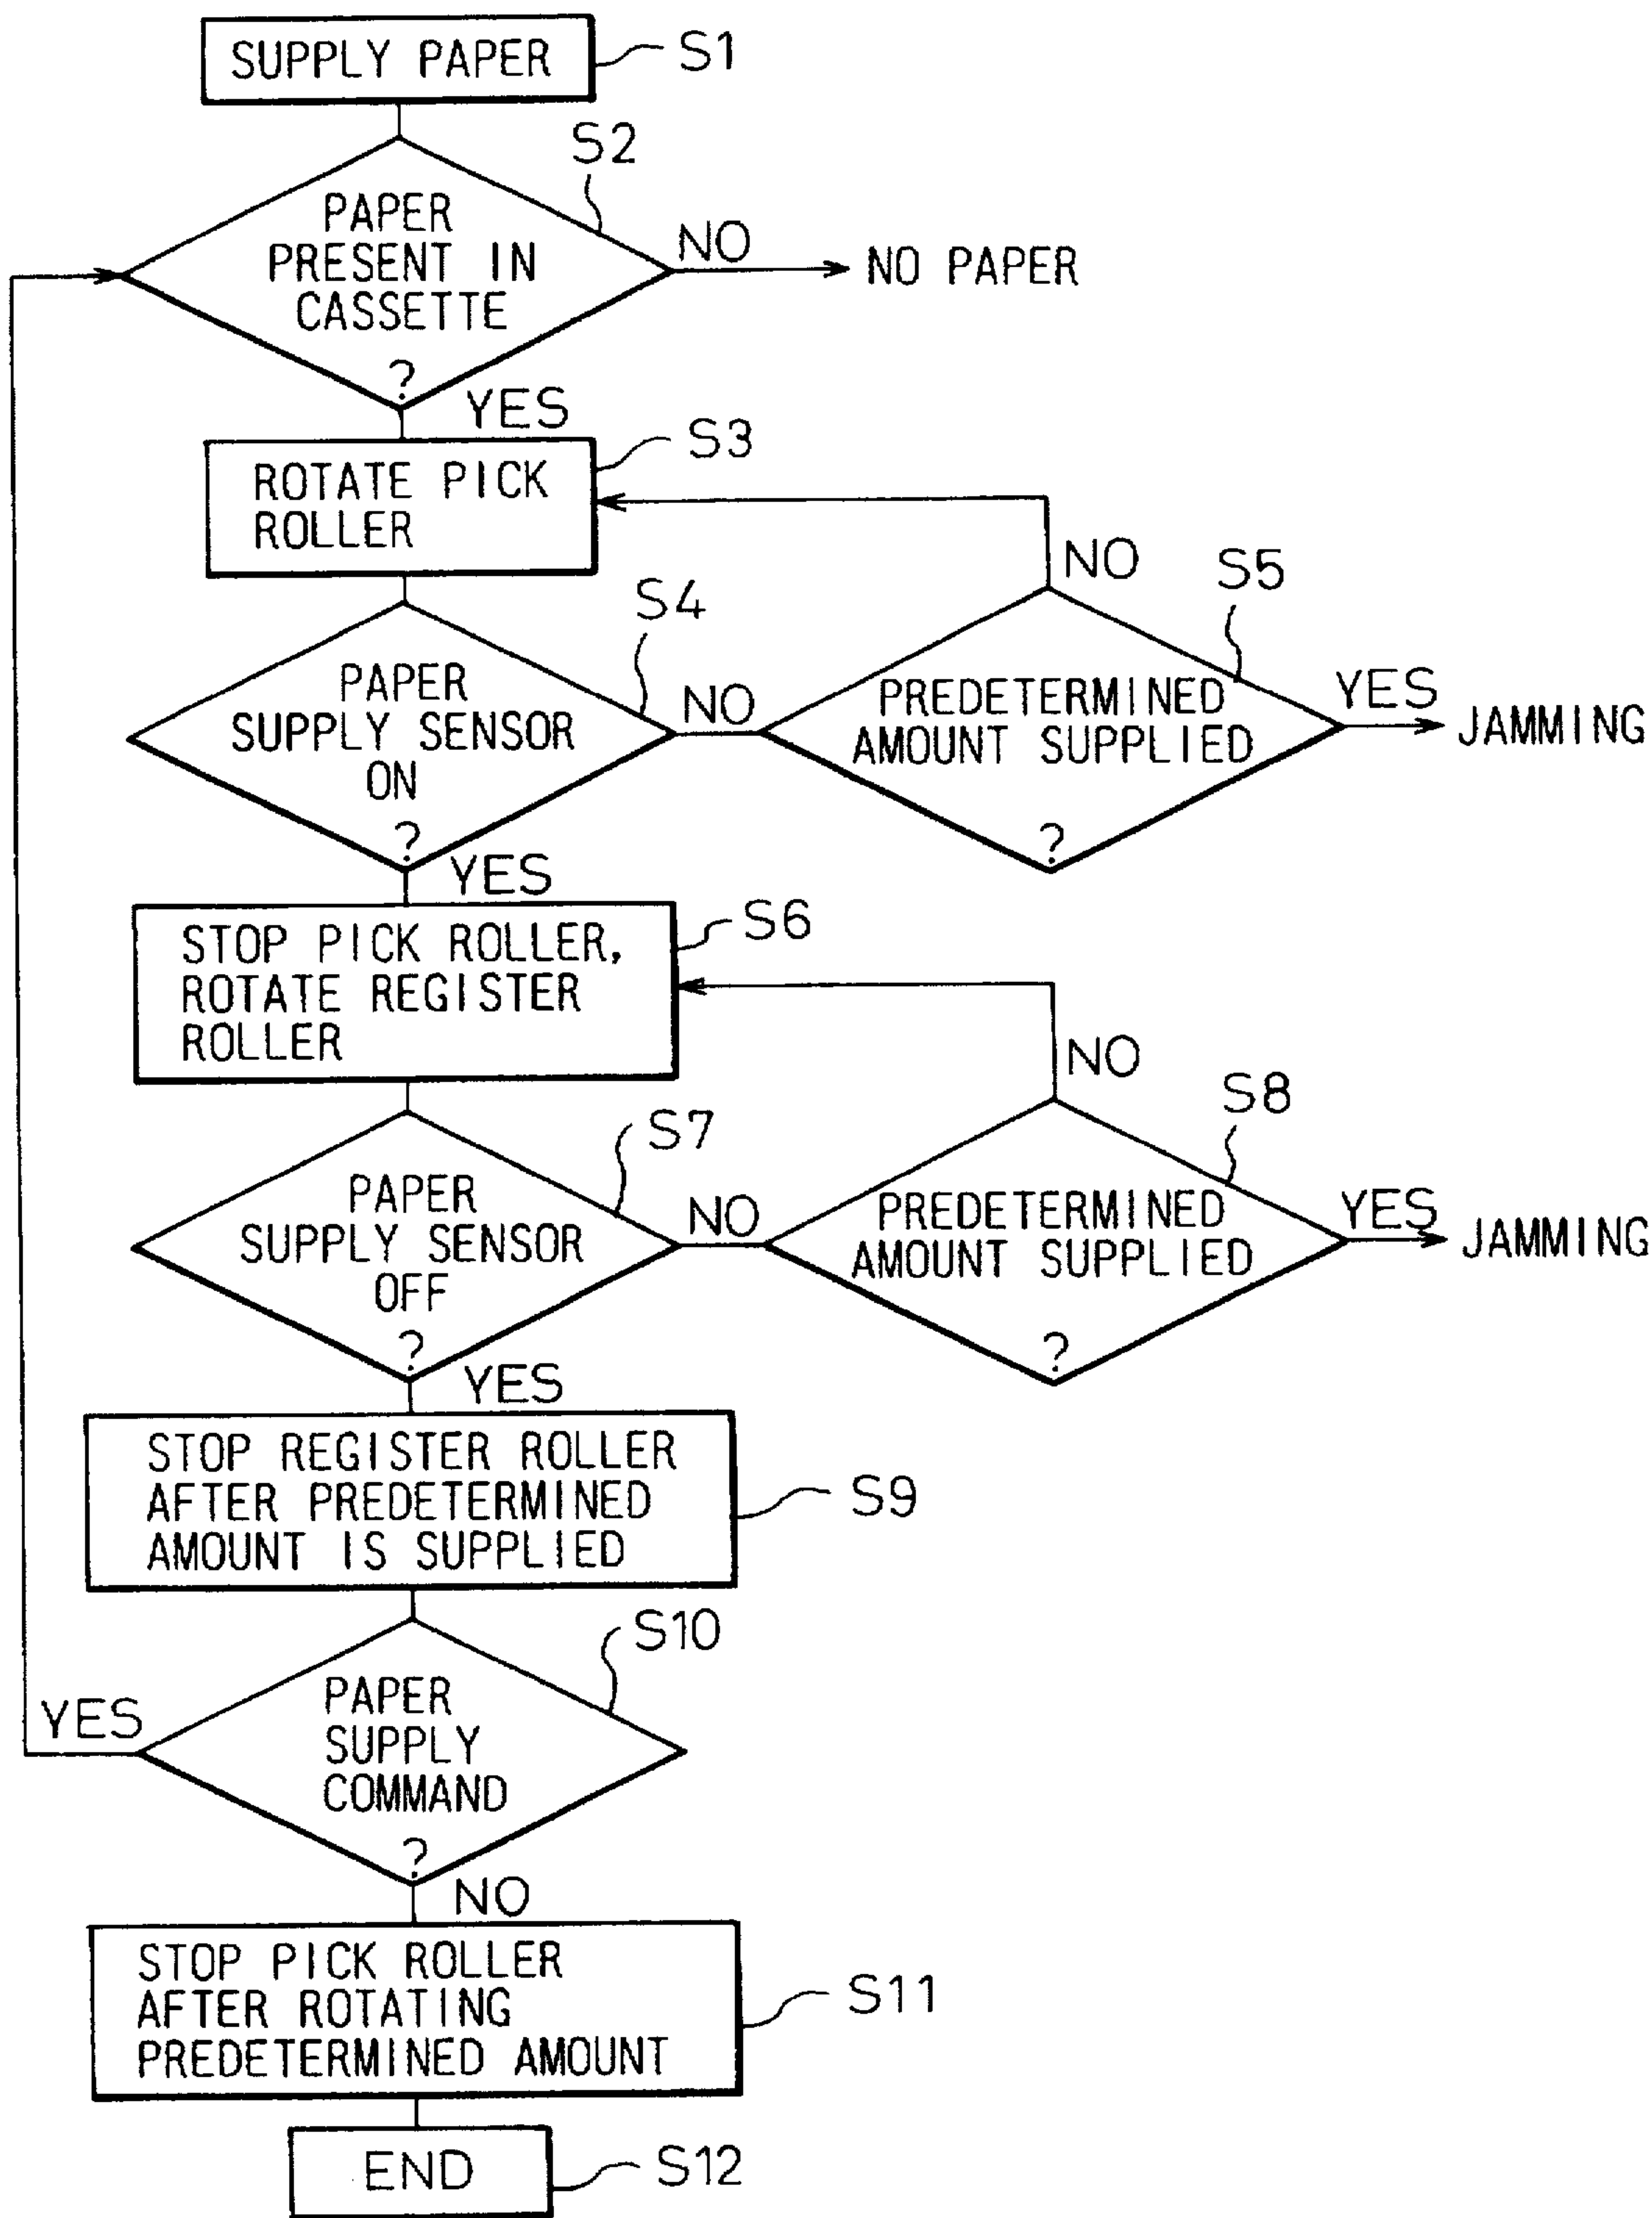 SUPPLY PAPER
S1
S2
PAPER
PRESENT IN
CASSETTE
?
NO
NO PAPER
YES
S3
ROTATE PICK
ROLLER
NO
S4
S5
PAPER
SUPPLY SENSOR
ON
?
NO
PREDETERMINED
AMOUNT SUPPLIED
?
YES
JAMMING
YES
S6
STOP PICK ROLLER,
ROTATE REGISTER
ROLLER
NO
S7
S8
PAPER
SUPPLY SENSOR
OFF
?
NO
PREDETERMINED
AMOUNT SUPPLIED
?
YES
JAMMING
YES
STOP REGISTER ROLLER
AFTER PREDETERMINED
AMOUNT IS SUPPLIED
S9
S10
PAPER
SUPPLY
COMMAND
?
YES
NO
STOP PICK ROLLER
AFTER ROTATING
PREDETERMINED AMOUNT
S11
END
S12